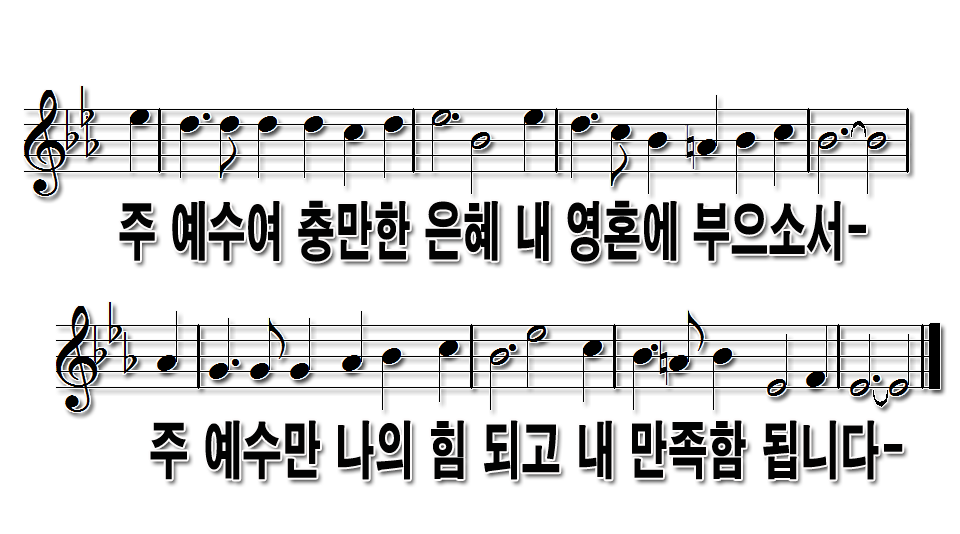 주 예수여 충만한 은혜 내 영혼에 부으소서-
주 예수만 나의 힘 되고 내 만족함 됩니다-